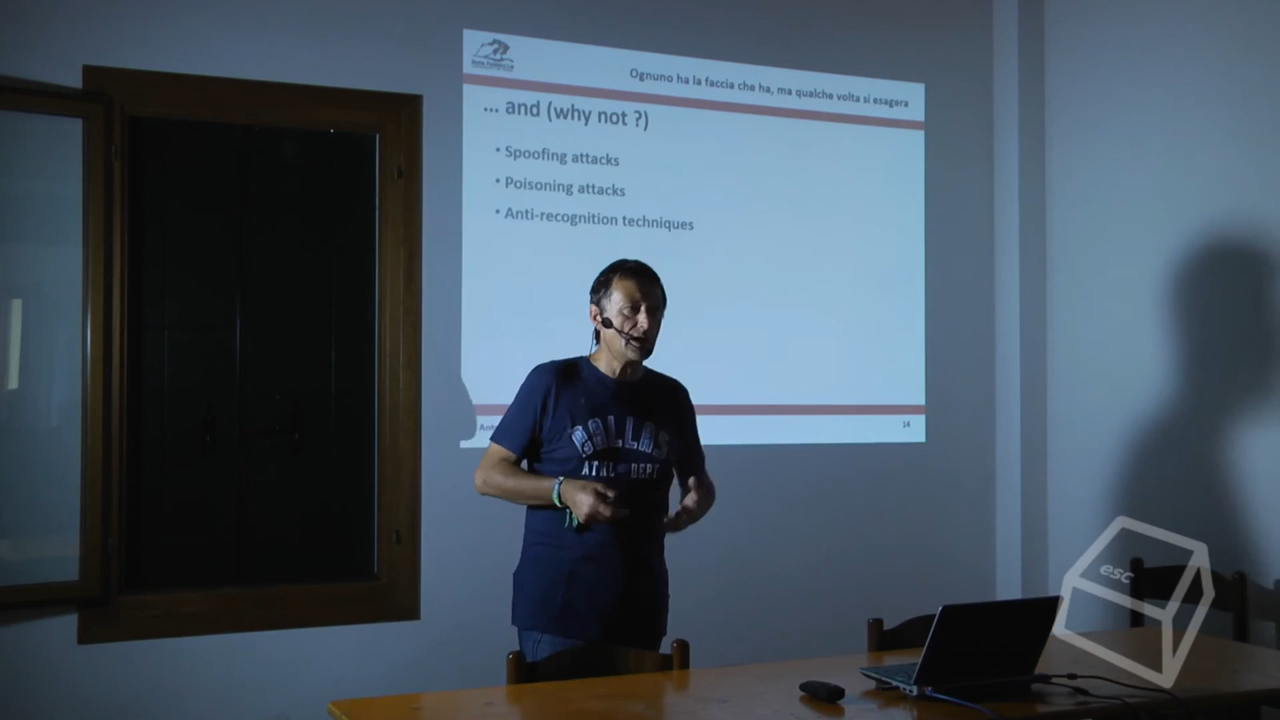 Ognuno ha la faccia che ha, ma qualche volta si esagera
... and (why not ?)
• Spoofing attacks
• Poisoning attacks
• Anti-recognition techniques
14
DALLAS
ATHL DEPT
esc